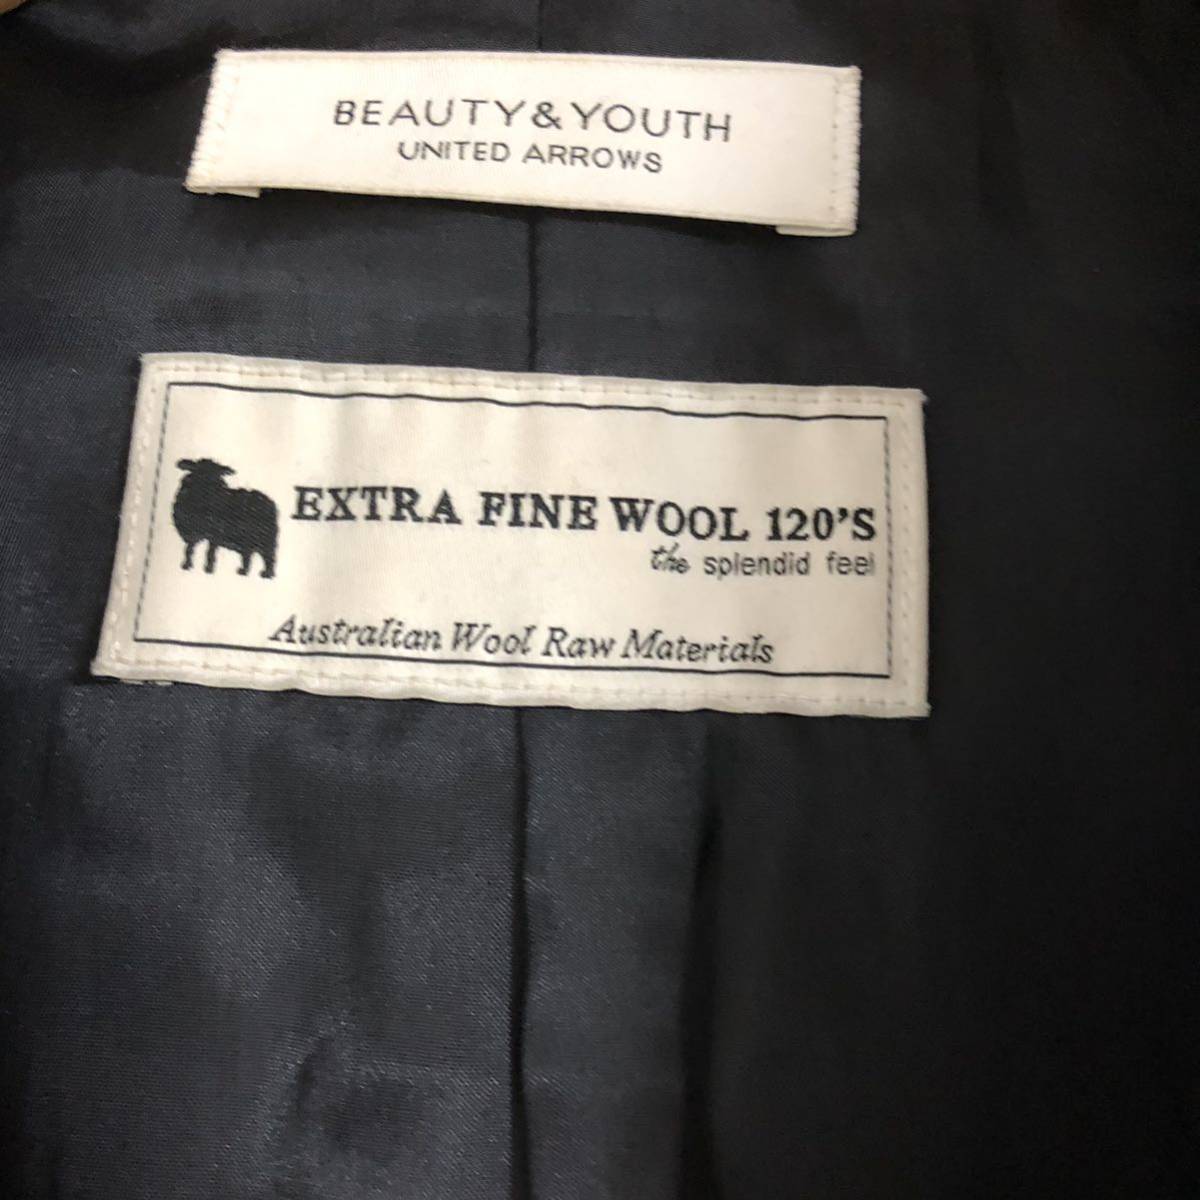 BEAUTY&YOUTH
UNITED ARROWS
EXTRA FINE WOOL 120'S
the splendid feel
Australian Wool Raw Materials